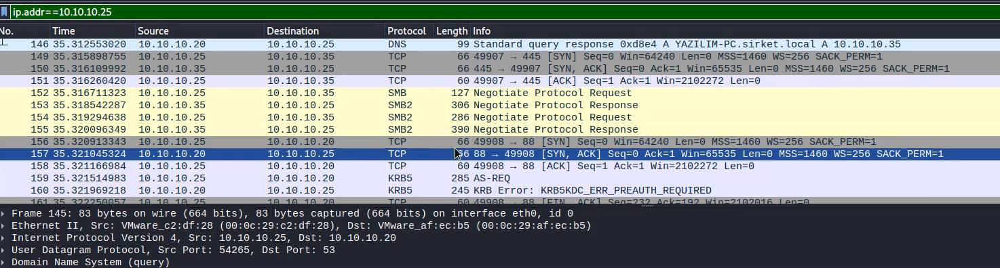 ip.addr==10.10.10.25
No. Time Source Destination Protocol Length Info
146 35.312553020 10.10.10.20 10.10.10.25 DNS 99 Standard query response 0xd8e4 A YAZILIM-PC.sirket.local A 10.10.10.35
149 35.315898755 10.10.10.25 10.10.10.35 TCP 66 49907 → 445 [SYN] Seq=0 Win=64240 Len=0 MSS=1460 WS=256 SACK_PERM=1
150 35.316109992 10.10.10.35 10.10.10.25 TCP 66 445 → 49907 [SYN, ACK] Seq=0 Ack=1 Win=65535 Len=0 MSS=1460 WS=256 SACK_PERM=1
151 35.316260420 10.10.10.25 10.10.10.35 TCP 60 49907 → 445 [ACK] Seq=1 Ack=1 Win=2102272 Len=0
152 35.316711323 10.10.10.25 10.10.10.35 SMB 127 Negotiate Protocol Request
153 35.318542287 10.10.10.35 10.10.10.25 SMB2 306 Negotiate Protocol Response
154 35.319294638 10.10.10.25 10.10.10.35 SMB2 286 Negotiate Protocol Request
155 35.320096349 10.10.10.35 10.10.10.25 SMB2 390 Negotiate Protocol Response
156 35.320913343 10.10.10.25 10.10.10.20 TCP 66 49908 → 88 [SYN] Seq=0 Win=64240 Len=0 MSS=1460 WS=256 SACK_PERM=1
157 35.321045324 10.10.10.20 10.10.10.25 TCP 66 88 → 49908 [SYN, ACK] Seq=0 Ack=1 Win=65535 Len=0 MSS=1460 WS=256 SACK_PERM=1
158 35.321166984 10.10.10.25 10.10.10.20 TCP 60 49908 → 88 [ACK] Seq=1 Ack=1 Win=2102272 Len=0
159 35.321514983 10.10.10.25 10.10.10.20 KRB5 285 AS-REQ
160 35.321969218 10.10.10.20 10.10.10.25 KRB5 245 KRB Error: KRB5KDC_ERR_PREAUTH_REQUIRED
161 35.322250057 10.10.10.25 10.10.10.20 TCP 60 49908 → 88 [FIN, ACK] Seq=232 Ack=192 Win=2102016 Len=0
Frame 145: 83 bytes on wire (664 bits), 83 bytes captured (664 bits) on interface eth0, id 0
Ethernet II, Src: VMware_c2:df:28 (00:0c:29:c2:df:28), Dst: VMware_af:ec:b5 (00:0c:29:af:ec:b5)
Internet Protocol Version 4, Src: 10.10.10.25, Dst: 10.10.10.20
User Datagram Protocol, Src Port: 54265, Dst Port: 53
Domain Name System (query)